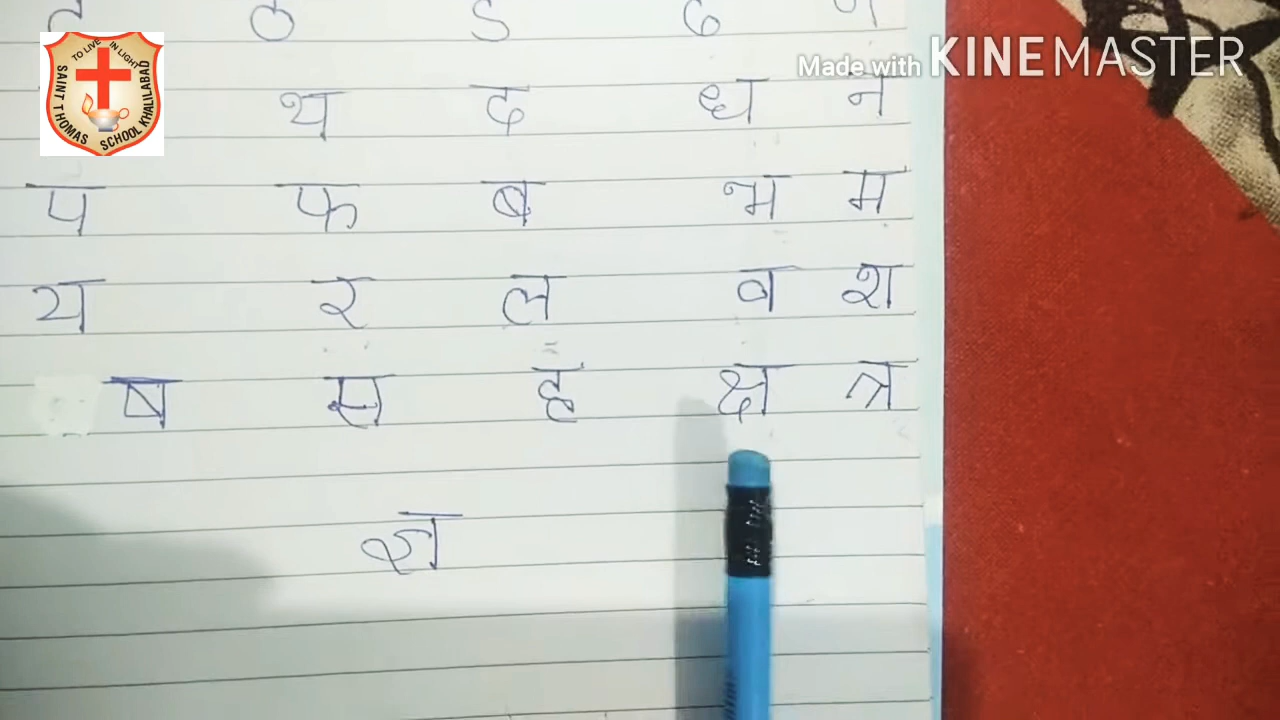 ट ठ ड ढ ण
TO LIVE IN LIGHT
SAINT THOMAS SCHOOL KHALILABAD
Made with KINEMASTER
थ द ध न
प फ ब भ म
य र ल व श
ष स ह क्ष त्र
ज्ञ